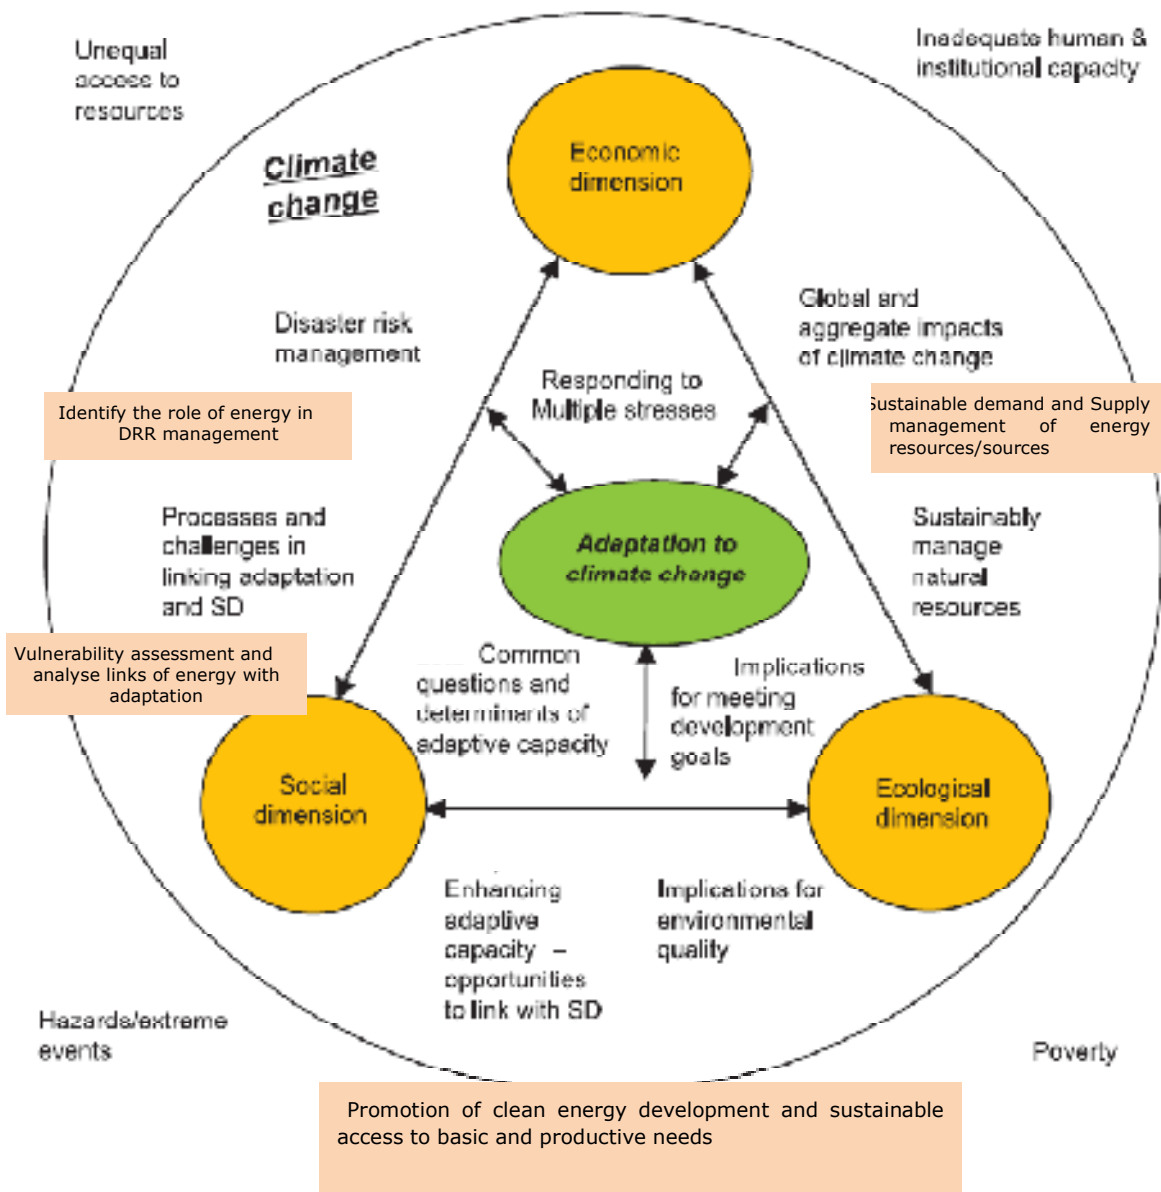 Unequal
access to
resources
Inadequate human &
institutional capacity
Climate
change
Economic
dimension
Disaster risk
management
Global and
aggregate impacts
of climate change
Responding to
Multiple stresses
Identify the role of energy in
DRR management
Sustainable demand and Supply
management of energy
resources/sources
Processes and
challenges in
linking adaptation
and SD
Adaptation to
climate change
Sustainably
manage
natural
resources
Vulnerability assessment and
analyse links of energy with
adaptation
Common
questions and
determinants of
adaptive capacity
Implications
for meeting
development
goals
Social
dimension
Ecological
dimension
Enhancing
adaptive
capacity –
opportunities
to link with SD
Implications for
environmental
quality
Hazards/extreme
events
Poverty
Promotion of clean energy development and sustainable
access to basic and productive needs